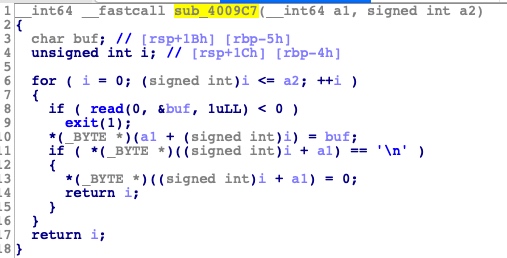 1 __int64 __fastcall sub_4009C7(__int64 a1, signed int a2)
2 {
3 char buf; // [rsp+1Bh] [rbp-5h]
4 unsigned int i; // [rsp+1Ch] [rbp-4h]
5
6 for ( i = 0; (signed int)i <= a2; ++i )
7 {
8 if ( read(0, &buf, 1uLL) < 0 )
9 exit(1);
10 *(_BYTE *)(a1 + (signed int)i) = buf;
11 if ( *(_BYTE *)((signed int)i + a1) == '\n' )
12 {
13 *(_BYTE *)((signed int)i + a1) = 0;
14 return i;
15 }
16 }
17 return i;
18 }